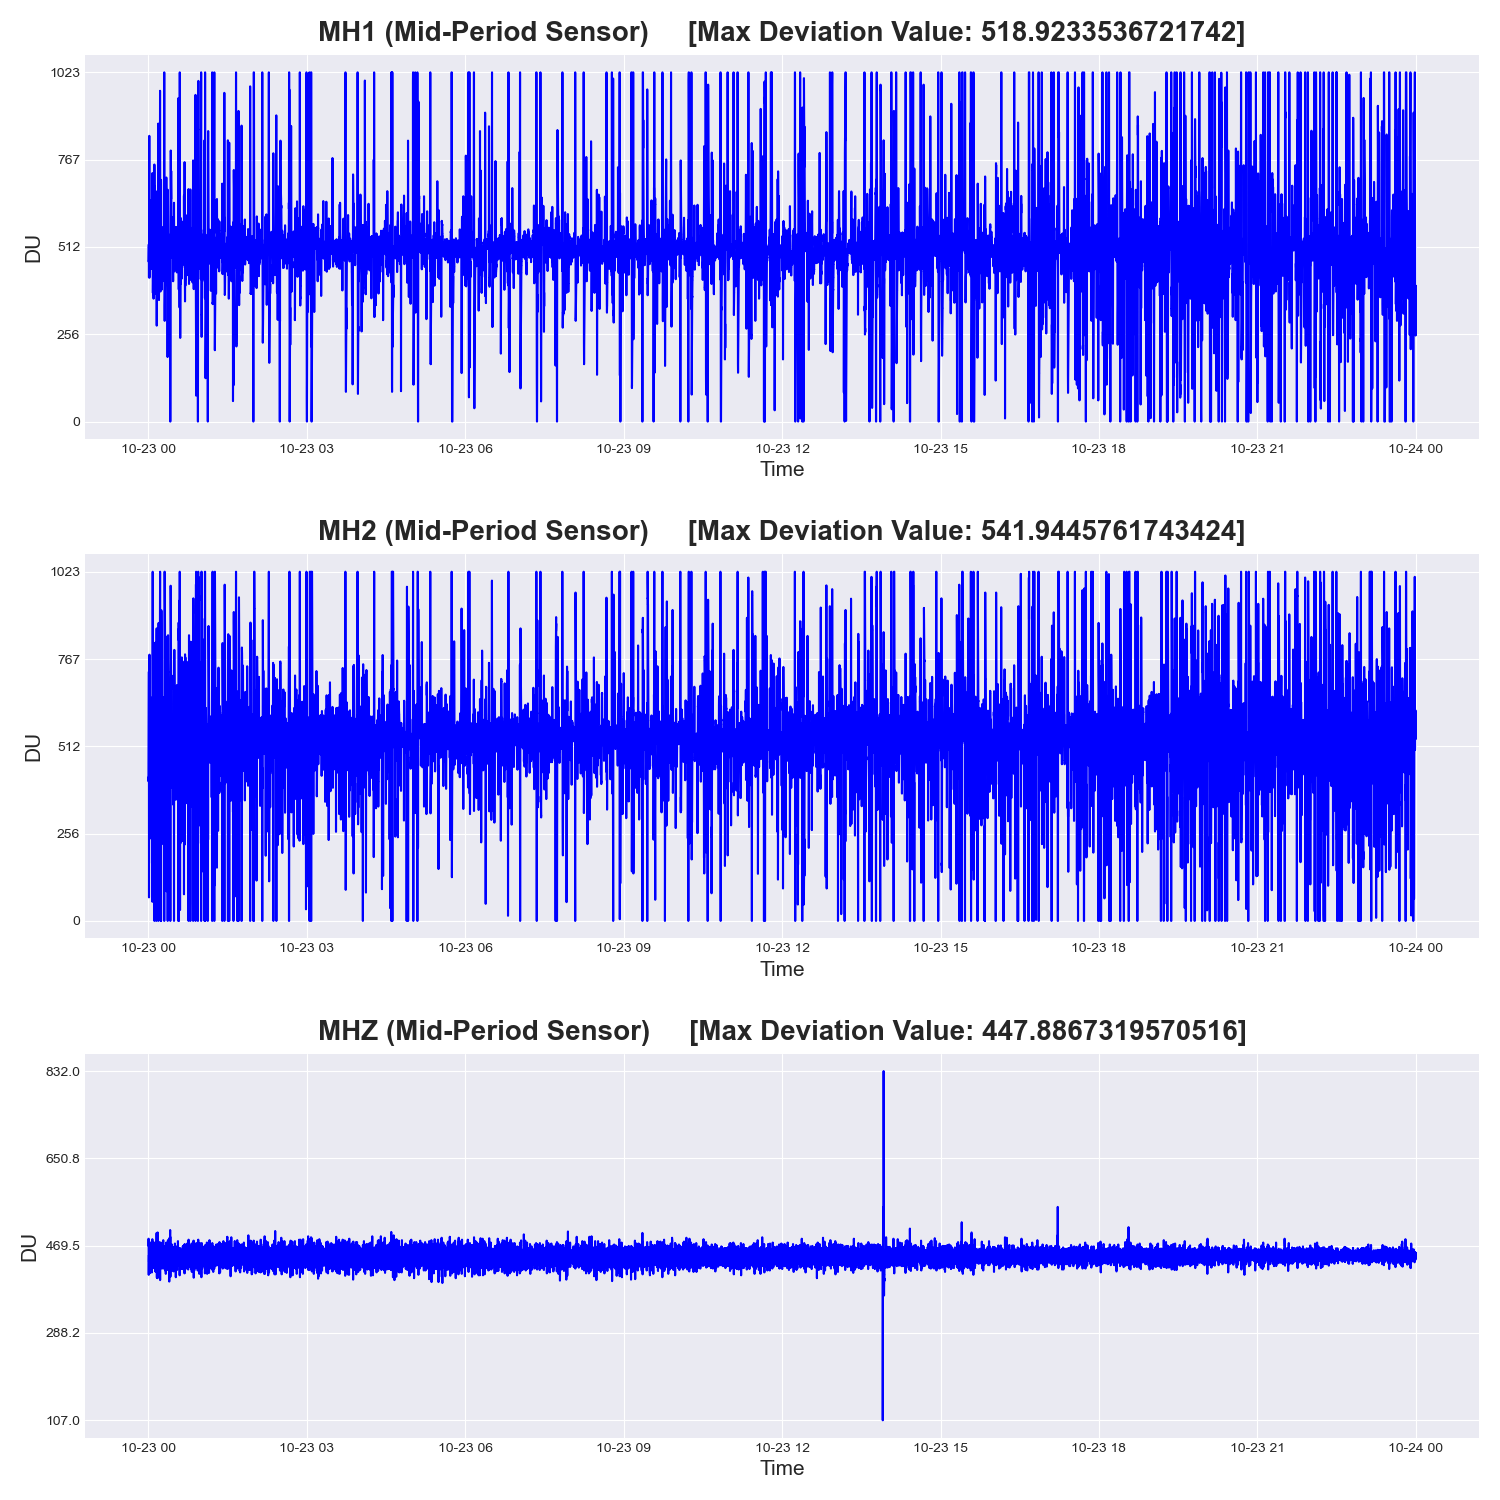 MH1 (Mid-Period Sensor) [Max Deviation Value: 518.9233536721742]
1023
767
512
256
0
DU
10-23 00 10-23 03 10-23 06 10-23 09 10-23 12 10-23 15 10-23 18 10-23 21 10-24 00
Time
MH2 (Mid-Period Sensor) [Max Deviation Value: 541.9445761743424]
1023
767
512
256
0
DU
10-23 00 10-23 03 10-23 06 10-23 09 10-23 12 10-23 15 10-23 18 10-23 21 10-24 00
Time
MHZ (Mid-Period Sensor) [Max Deviation Value: 447.8867319570516]
832.0
650.8
469.5
288.2
107.0
DU
10-23 00 10-23 03 10-23 06 10-23 09 10-23 12 10-23 15 10-23 18 10-23 21 10-24 00
Time